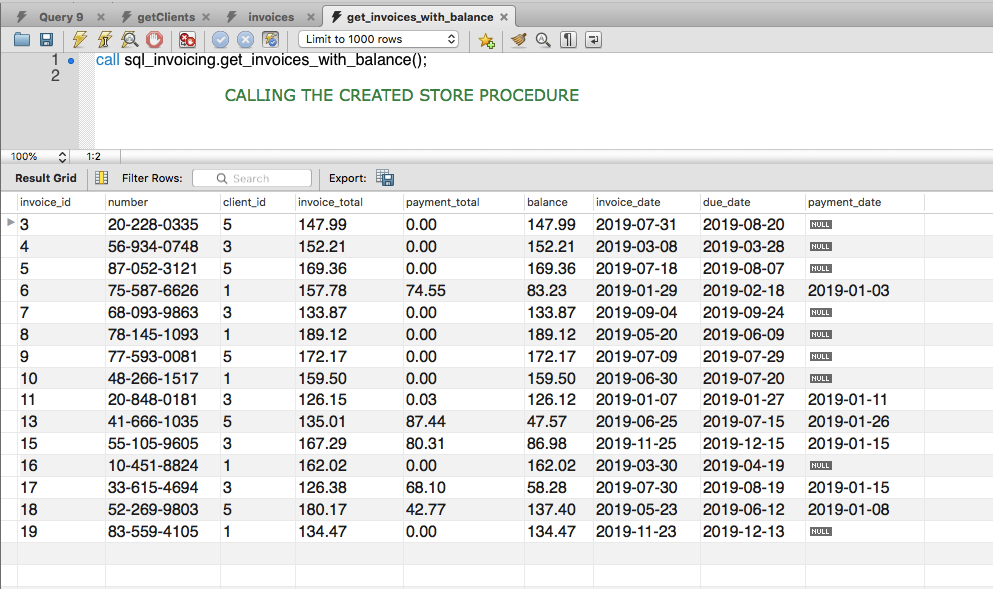 Query 9 getClients invoices get_invoices_with_balance
Limit to 1000 rows
1 call sql_invoicing.get_invoices_with_balance();
2
CALLING THE CREATED STORE PROCEDURE
100% 1:2
Result Grid Filter Rows: Search Export:
invoice_id number client_id invoice_total payment_total balance invoice_date due_date payment_date
3 20-228-0335 5 147.99 0.00 147.99 2019-07-31 2019-08-20 NULL
4 56-934-0748 3 152.21 0.00 152.21 2019-03-08 2019-03-28 NULL
5 87-052-3121 5 169.36 0.00 169.36 2019-07-18 2019-08-07 NULL
6 75-587-6626 1 157.78 74.55 83.23 2019-01-29 2019-02-18 2019-01-03
7 68-093-9863 3 133.87 0.00 133.87 2019-09-04 2019-09-24 NULL
8 78-145-1093 1 189.12 0.00 189.12 2019-05-20 2019-06-09 NULL
9 77-593-0081 5 172.17 0.00 172.17 2019-07-09 2019-07-29 NULL
10 48-266-1517 1 159.50 0.00 159.50 2019-06-30 2019-07-20 NULL
11 20-848-0181 3 126.15 0.03 126.12 2019-01-07 2019-01-27 2019-01-11
13 41-666-1035 5 135.01 87.44 47.57 2019-06-25 2019-07-15 2019-01-26
15 55-105-9605 3 167.29 80.31 86.98 2019-11-25 2019-12-15 2019-01-15
16 10-451-8824 1 162.02 0.00 162.02 2019-03-30 2019-04-19 NULL
17 33-615-4694 3 126.38 68.10 58.28 2019-07-30 2019-08-19 2019-01-15
18 52-269-9803 5 180.17 42.77 137.40 2019-05-23 2019-06-12 2019-01-08
19 83-559-4105 1 134.47 0.00 134.47 2019-11-23 2019-12-13 NULL